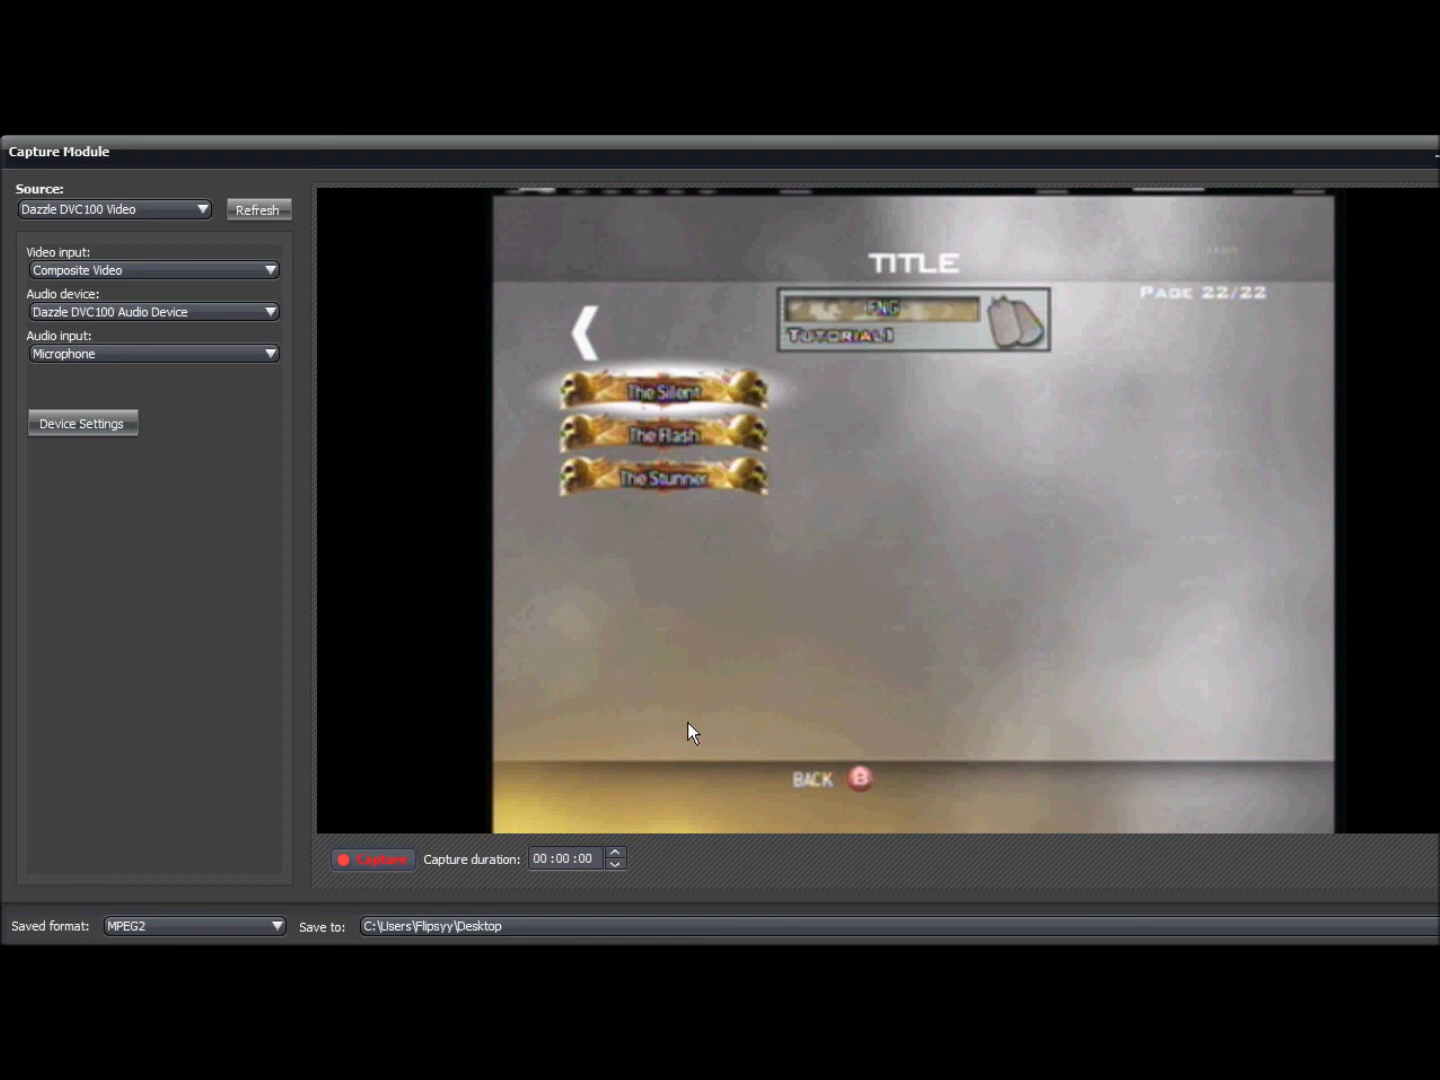 Capture Module
Source:
Dazzle DVC100 Video
Refresh
Video input:
Composite Video
Audio device:
Dazzle DVC100 Audio Device
Audio input:
Microphone
Device Settings
TITLE
PAGE 22/22
FNG
TUTORIAL1
The Silent
The Flash
The Stunner
BACK B
Capture
Capture duration: 00 :00 :00
Saved format: MPEG2
Save to: C:\Users\Flipsyy\Desktop